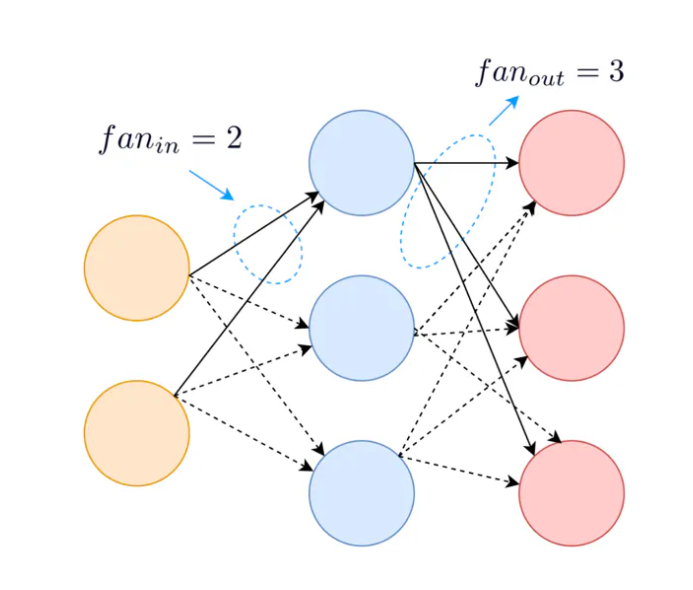 fan_out = 3
fan_in = 2